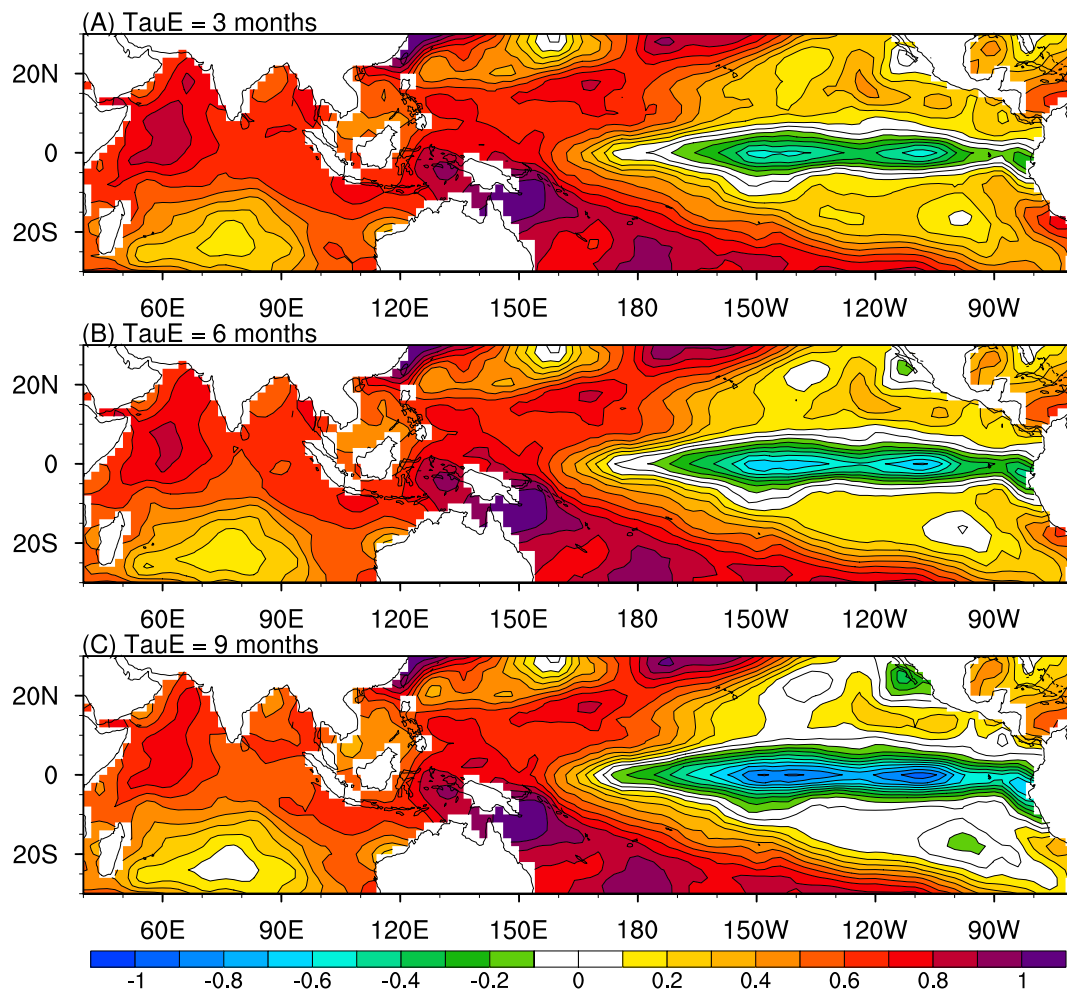 (A) TauE = 3 months
20N
0
20S
60E 90E 120E 150E 180 150W 120W 90W
(B) TauE = 6 months
20N
0
20S
60E 90E 120E 150E 180 150W 120W 90W
(C) TauE = 9 months
20N
0
20S
60E 90E 120E 150E 180 150W 120W 90W
-1 -0.8 -0.6 -0.4 -0.2 0 0.2 0.4 0.6 0.8 1